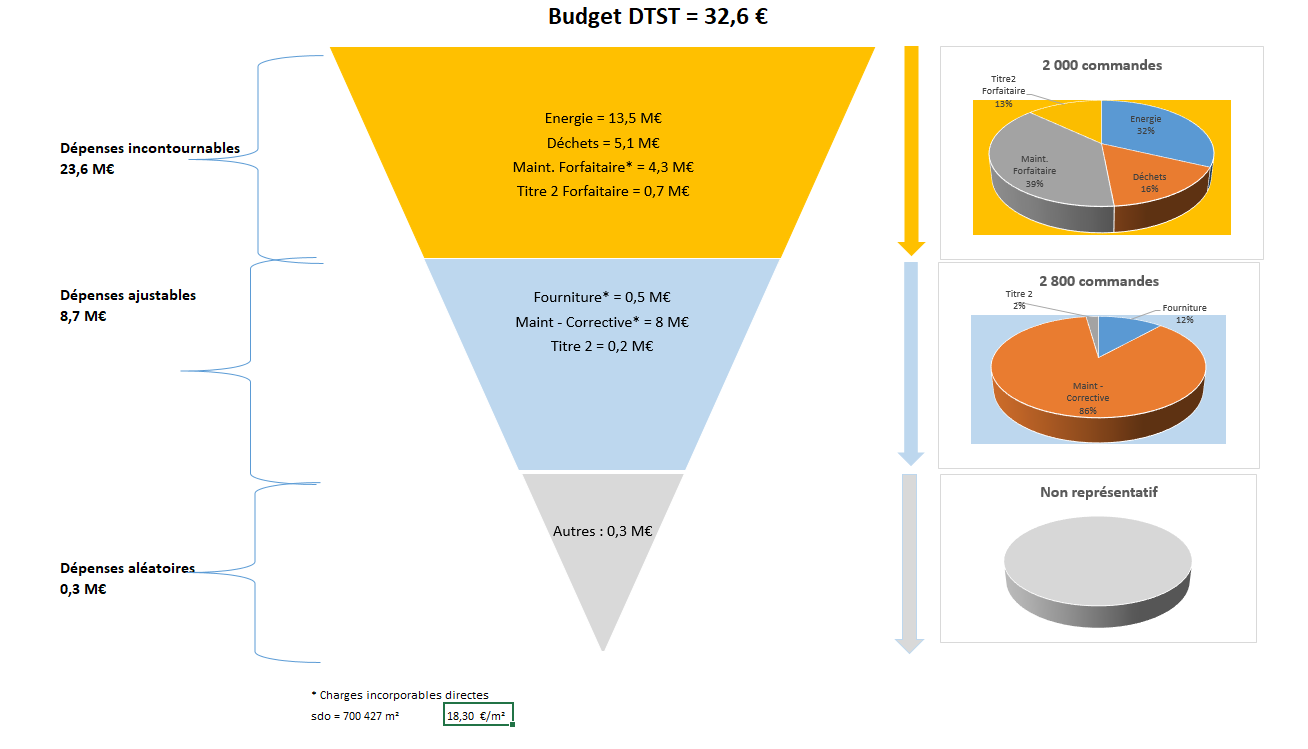 Budget DTST = 32,6 €
Dépenses incontournables
23,6 M€
Energie = 13,5 M€
Déchets = 5,1 M€
Maint. Forfaitaire* = 4,3 M€
Titre 2 Forfaitaire = 0,7 M€
2 000 commandes
Titre2
Forfaitaire
13%
Energie
32%
Maint.
Forfaitaire
39%
Déchets
16%
Dépenses ajustables
8,7 M€
Fourniture* = 0,5 M€
Maint - Corrective* = 8 M€
Titre 2 = 0,2 M€
2 800 commandes
Titre 2
2%
Fourniture
12%
Maint -
Corrective
86%
Dépenses aléatoires
0,3 M€
Autres : 0,3 M€
Non représentatif
* Charges incorporables directes
sdo = 700 427 m² 18,30 €/m²